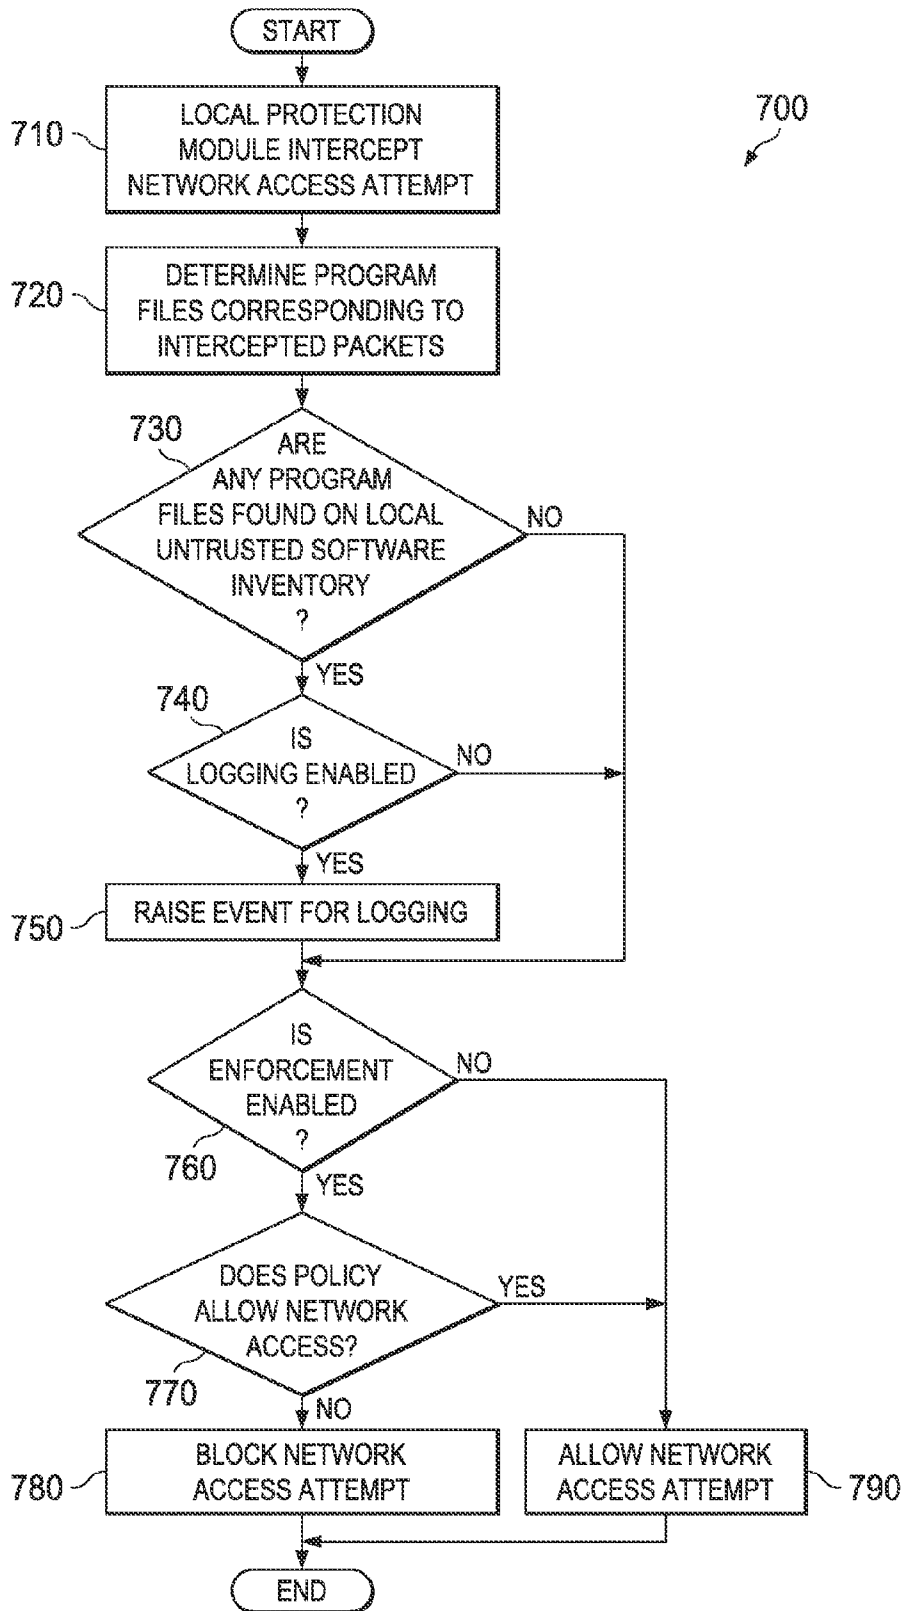 START
700
710
LOCAL PROTECTION
MODULE INTERCEPT
NETWORK ACCESS ATTEMPT
720
DETERMINE PROGRAM
FILES CORRESPONDING TO
INTERCEPTED PACKETS
730
ARE
ANY PROGRAM
FILES FOUND ON LOCAL
UNTRUSTED SOFTWARE
INVENTORY
?
NO
YES
740
IS
LOGGING ENABLED
?
NO
YES
750
RAISE EVENT FOR LOGGING
IS
ENFORCEMENT
ENABLED
?
NO
760
YES
DOES POLICY
ALLOW NETWORK
ACCESS?
YES
770
NO
780
BLOCK NETWORK
ACCESS ATTEMPT
ALLOW NETWORK
ACCESS ATTEMPT
790
END